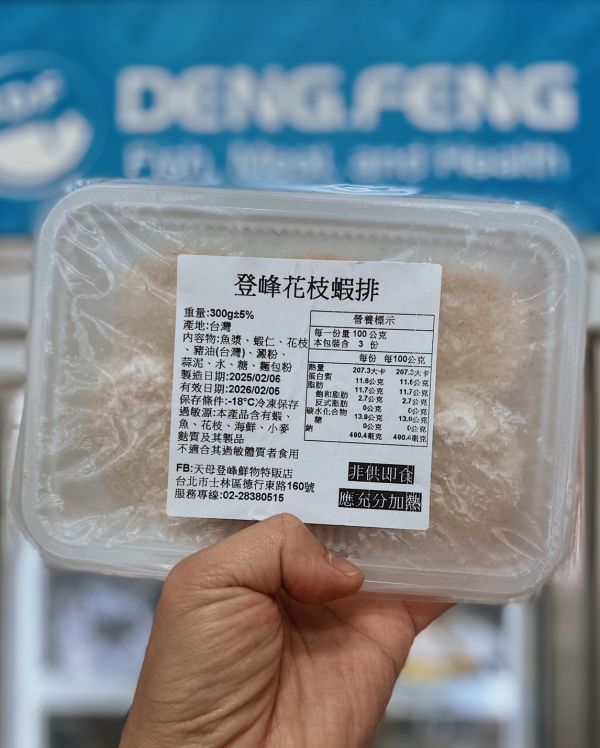 DENG.FENG
Fish, Meat, and Health
登峰花枝蝦排
重量:300g±5%
產地:台灣
內容物:魚漿、蝦仁、花枝
、豬油(台灣)、澱粉、
蒜泥、水、糖、麵包粉
製造日期:2025/02/06
有效日期:2026/02/05
保存條件:-18°C冷凍保存
過敏源:本產品含有蝦、
魚、花枝、海鮮、小麥
麩質及其製品
不適合其過敏體質者食用
FB:天母登峰鮮物特販店
台北市士林區德行東路160號
服務專線:02-28380515
營養標示
每一份量 100 公克
本包裝含 3 份
每份 每100公克
熱量 207.3大卡 207.3大卡
蛋白質 11.6公克 11.6公克
脂肪 11.7公克 11.7公克
飽和脂肪 2.7公克 2.7公克
反式脂肪 0公克 0公克
碳水化合物 13.9公克 13.9公克
糖 0公克 0公克
鈉 490.4毫克 490.4毫克
非供即食
應充分加熱